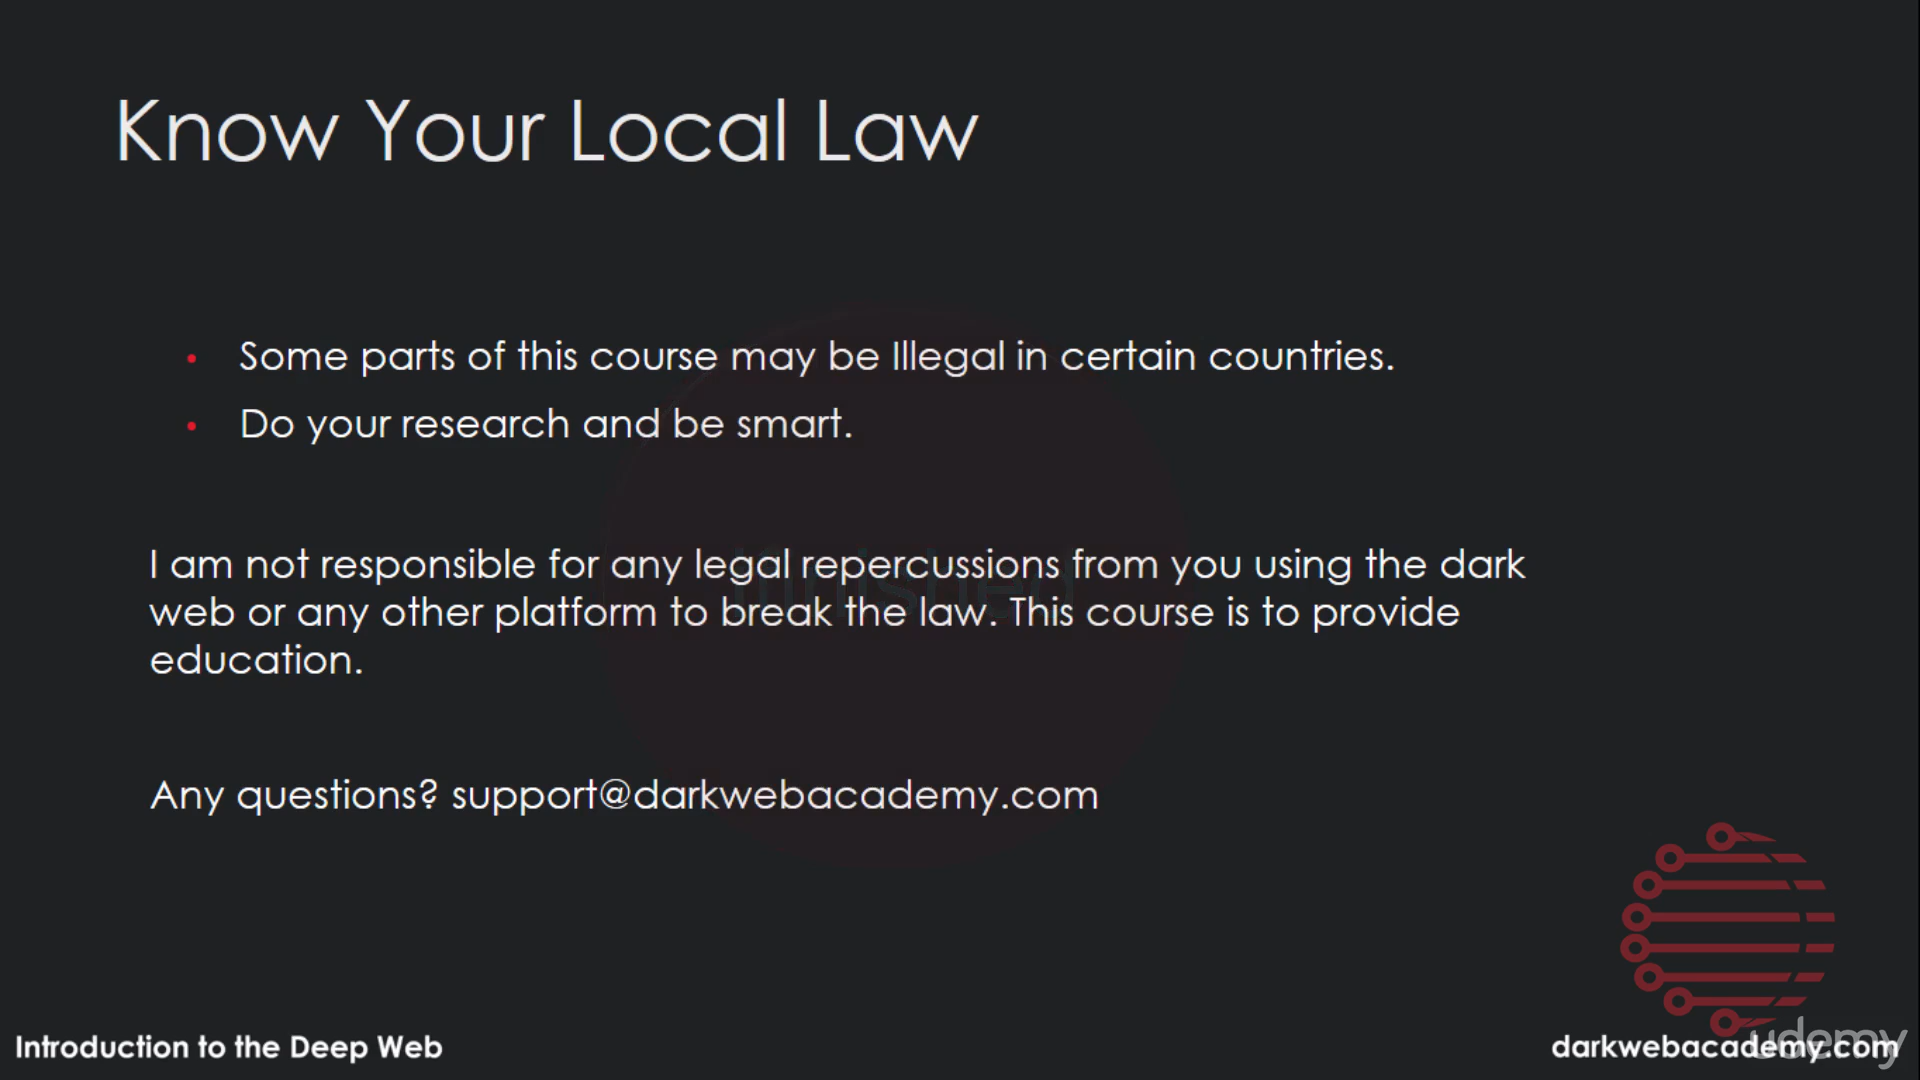 Know Your Local Law
• Some parts of this course may be Illegal in certain countries.
• Do your research and be smart.
I am not responsible for any legal repercussions from you using the dark
web or any other platform to break the law. This course is to provide
education.
Any questions? support@darkwebacademy.com
Introduction to the Deep Web
darkwebacademy.com
udemy